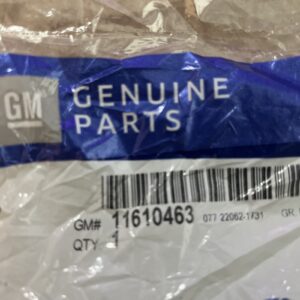 GM
GENUINE
PARTS
GM# 11610463 077 22062-1731 GR.
QTY 1